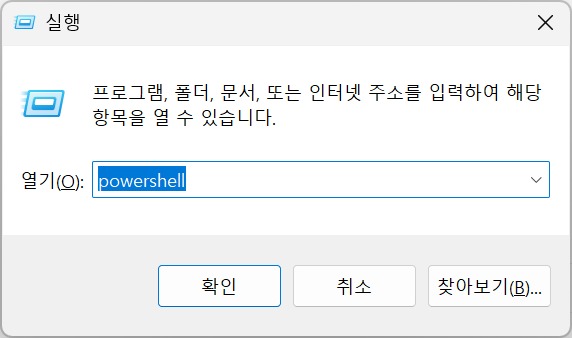 실행
프로그램, 폴더, 문서, 또는 인터넷 주소를 입력하여 해당
항목을 열 수 있습니다.
열기(O): powershell
확인 취소 찾아보기(B)...